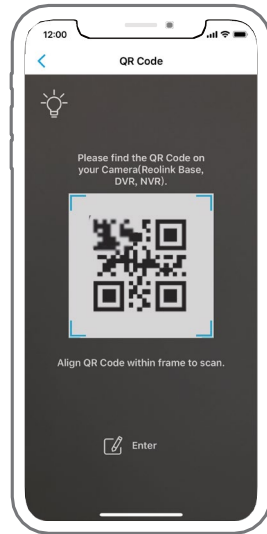 12:00
QR Code
Please find the QR Code on
your Camera(Reolink Base,
DVR, NVR).
Align QR Code within frame to scan.
Enter